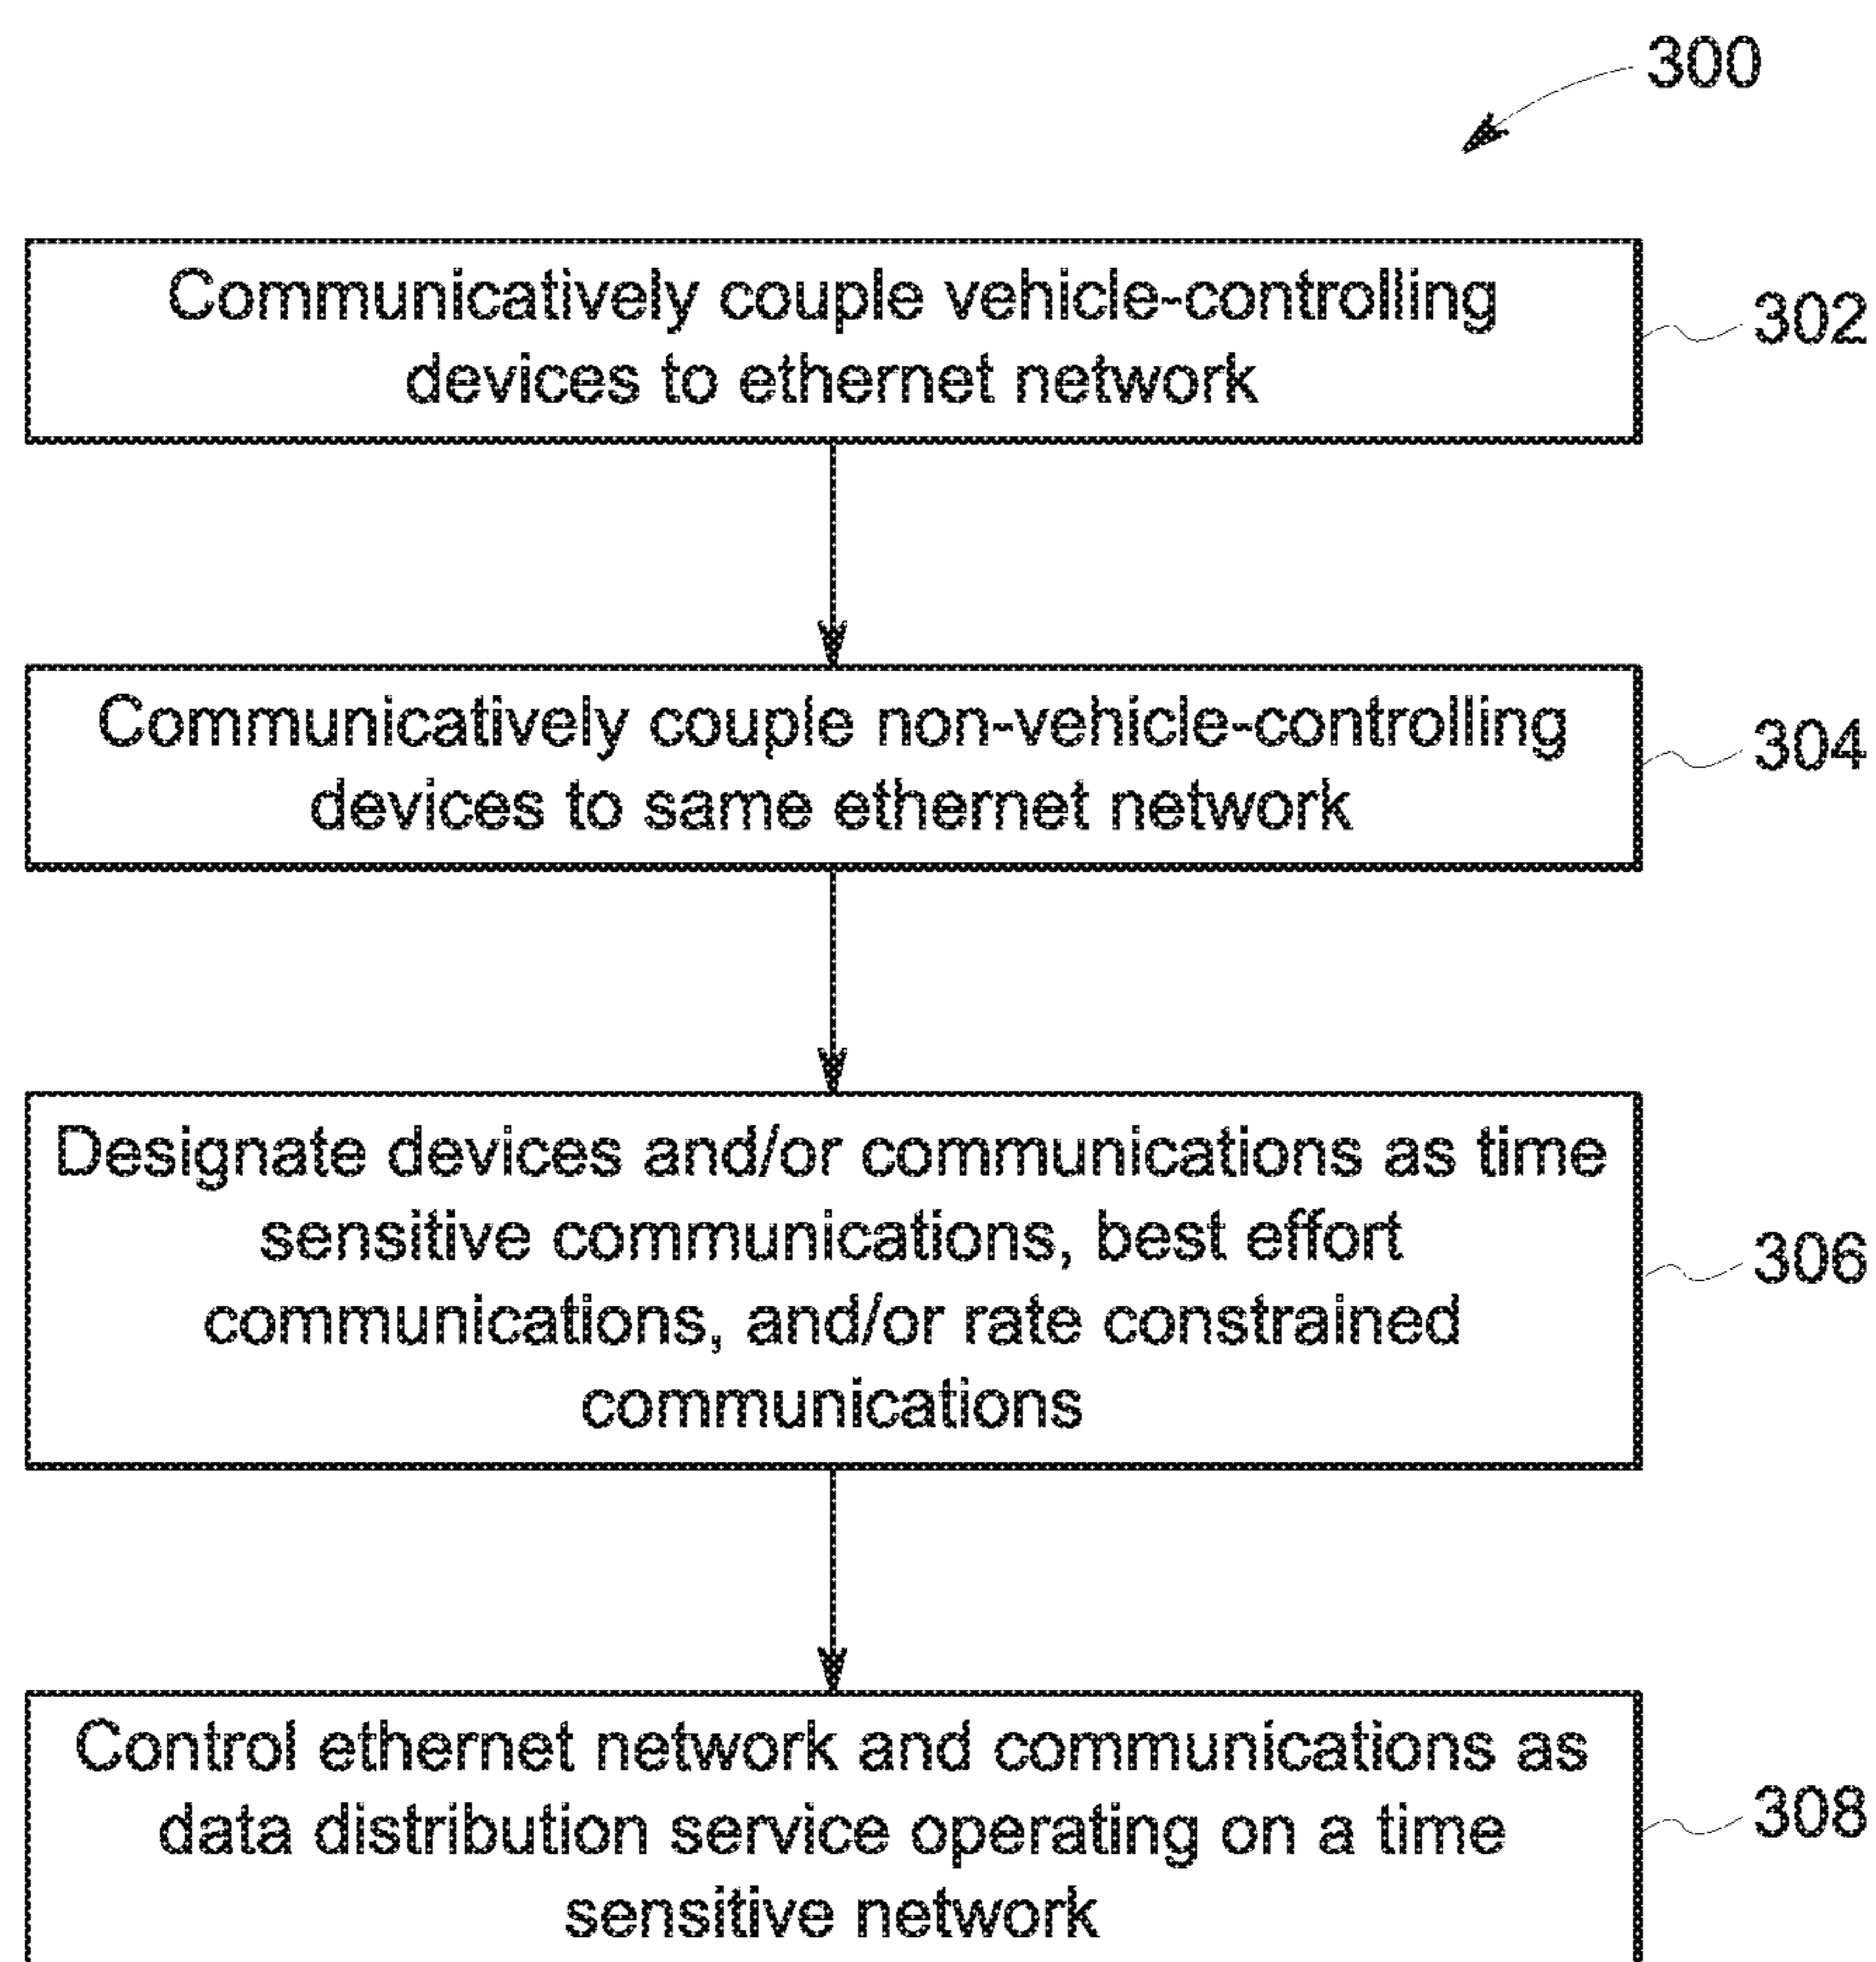 300
Communicatively couple vehicle-controlling
devices to ethernet network
302
Communicatively couple non-vehicle-controlling
devices to same ethernet network
304
Designate devices and/or communications as time
sensitive communications, best effort
communications, and/or rate constrained
communications
306
Control ethernet network and communications as
data distribution service operating on a time
sensitive network
308